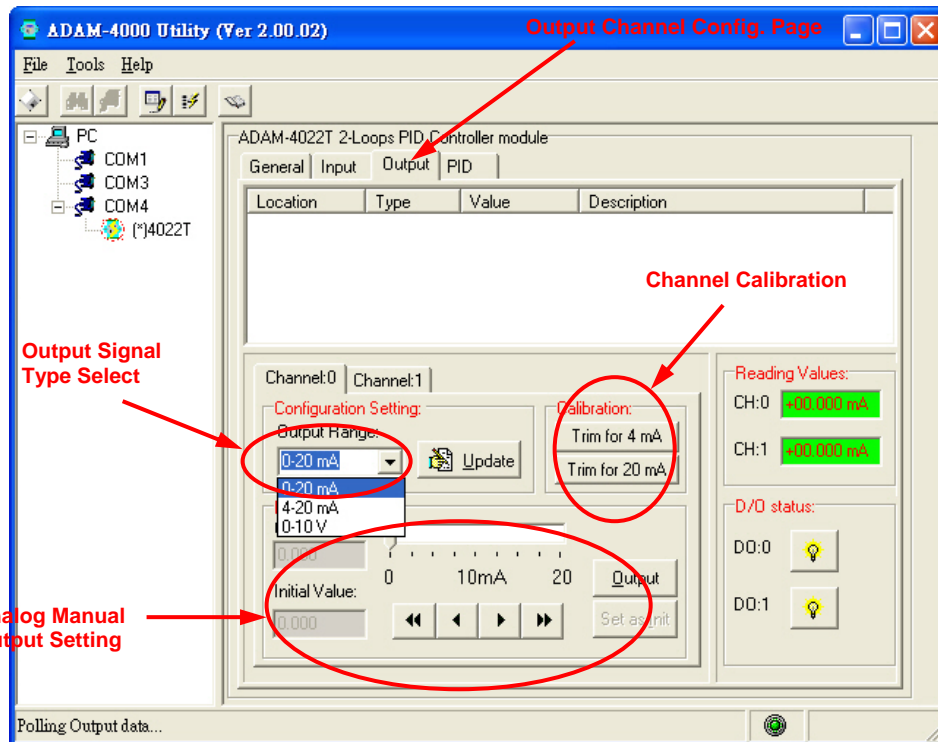 ADAM-4000 Utility (Ver 2.00.02)
Output Channel Config. Page
File Tools Help
PC
COM1
COM3
COM4
(*)4022T
ADAM-4022T 2-Loops PID Controller module
General Input Output PID
Location Type Value Description
Channel Calibration
Output Signal
Type Select
Channel:0 Channel:1
Configuration Setting:
Output Range:
0-20 mA
Update
0-20 mA
4-20 mA
0-10 V
Calibration:
Trim for 4 mA
Trim for 20 mA
Reading Values:
CH:0 +00.000 mA
CH:1 +00.000 mA
0.000
0 10mA 20
Output
Initial Value:
0.000
Set as Init
Analog Manual
Output Setting
D/O status:
DO:0
DO:1
Polling Output data...